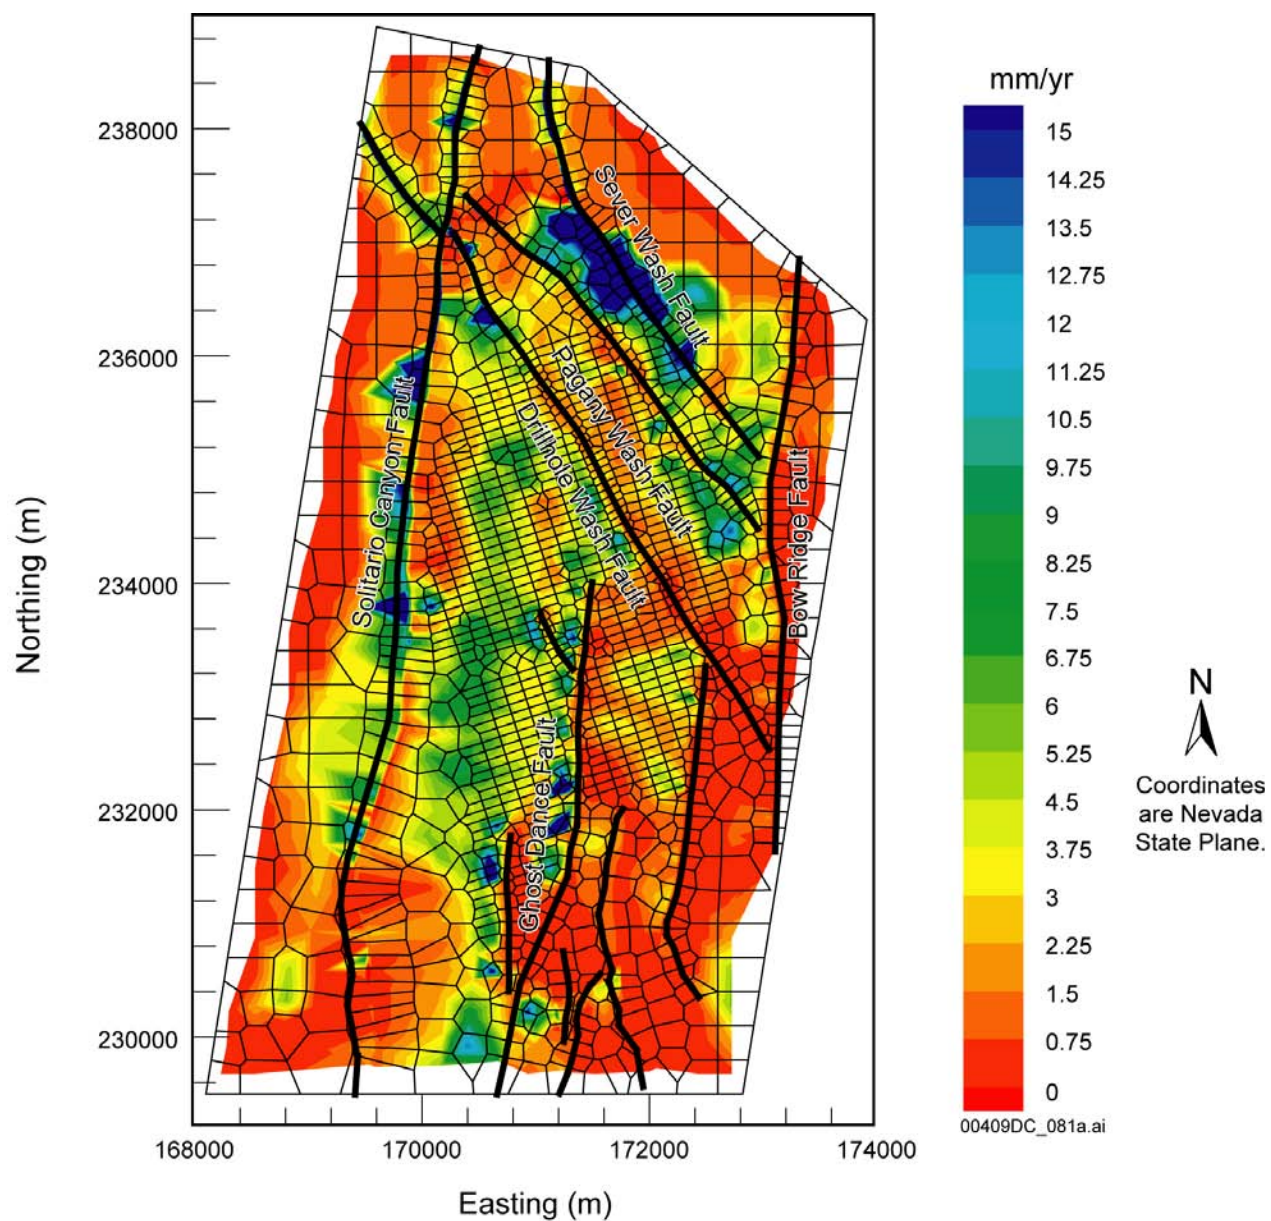 mm/yr
15
14.25
13.5
12.75
12
11.25
10.5
9.75
9
8.25
7.5
6.75
6
5.25
4.5
3.75
3
2.25
1.5
0.75
0
00409DC_081a.ai
N
Coordinates
are Nevada
State Plane.
Northing (m)
238000
236000
234000
232000
230000
168000
170000
172000
174000
Easting (m)
Sever Wash Fault
Pagany Wash Fault
Drillhole Wash Fault
Solitario Canyon Fault
Bow Ridge Fault
Ghost Dance Fault